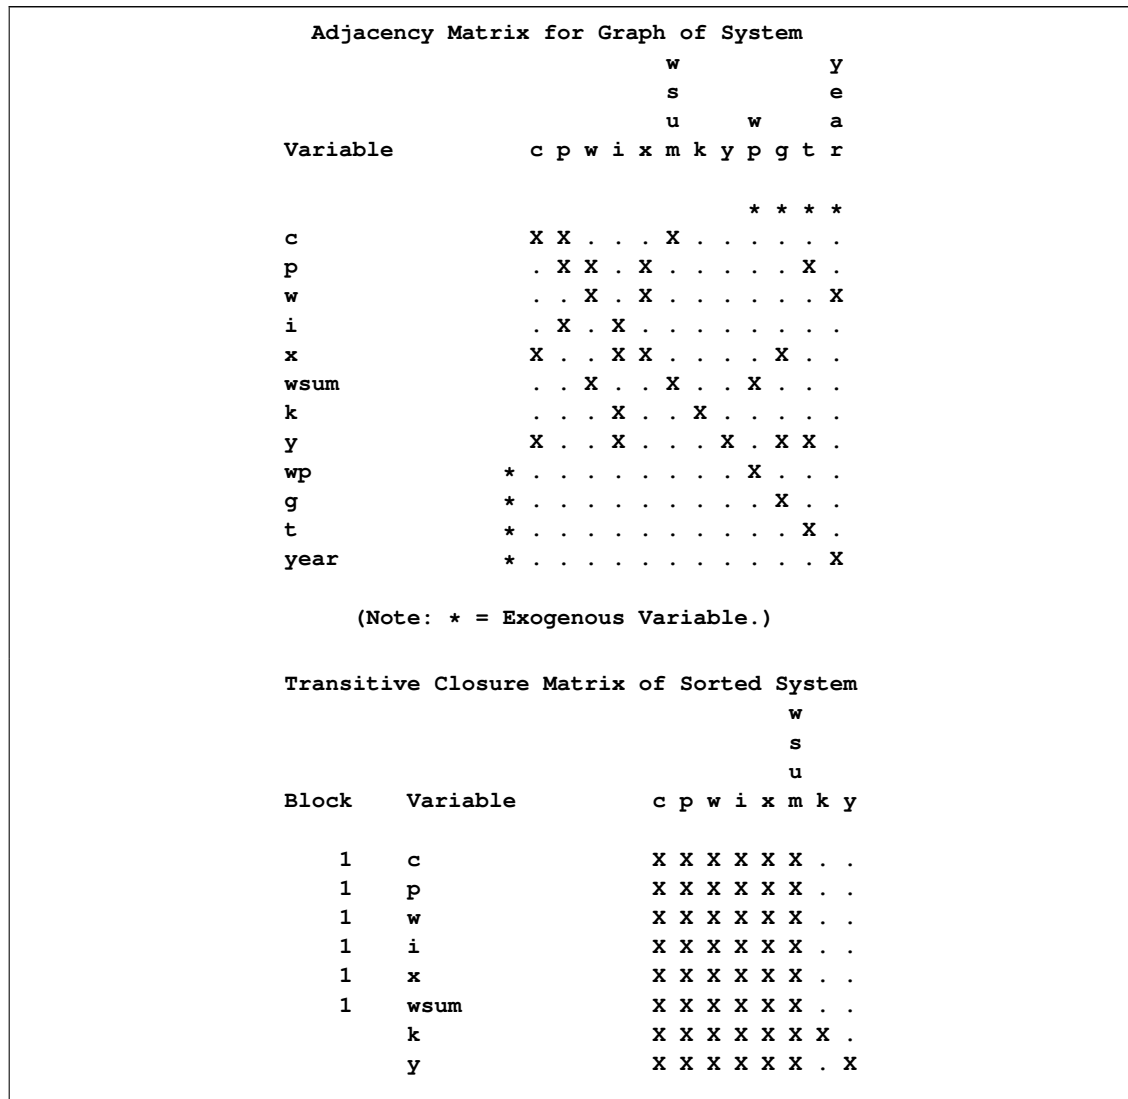 Adjacency Matrix for Graph of System
w y
s e
u w a
Variable c p w i x m k y p g t r
* * * *
c X X . . . X . . . . . .
p . X X . X . . . . . X .
w . . X . X . . . . . . X
i . X . X . . . . . . . .
x X . . X X . . . . X . .
wsum . . X . . X . . X . . .
k . . . X . . X . . . . .
y X . . X . . . X . X X .
wp * . . . . . . . . X . . .
g * . . . . . . . . . X . .
t * . . . . . . . . . . X .
year * . . . . . . . . . . . X
(Note: * = Exogenous Variable.)
Transitive Closure Matrix of Sorted System
w
s
u
Block Variable c p w i x m k y
1 c X X X X X X . .
1 p X X X X X X . .
1 w X X X X X X . .
1 i X X X X X X . .
1 x X X X X X X . .
1 wsum X X X X X X . .
k X X X X X X X .
y X X X X X X . X